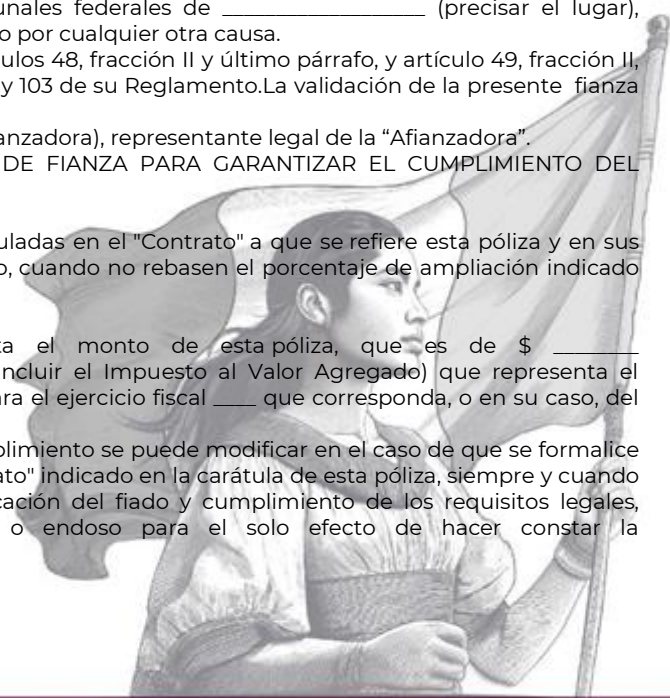 unales federales de ____________________ (precisar el lugar),
o por cualquier otra causa.
ulos 48, fracción II y último párrafo, y artículo 49, fracción II,
y 103 de su Reglamento.La validación de la presente fianza
anzadora), representante legal de la “Afianzadora”.
DE FIANZA PARA GARANTIZAR EL CUMPLIMIENTO DEL
uladas en el "Contrato" a que se refiere esta póliza y en sus
o, cuando no rebasen el porcentaje de ampliación indicado
ta el monto de esta póliza, que es de $ ________
ncluir el Impuesto al Valor Agregado) que representa el
ara el ejercicio fiscal ____ que corresponda, o en su caso, del
plimiento se puede modificar en el caso de que se formalice
ato" indicado en la carátula de esta póliza, siempre y cuando
cación del fiado y cumplimiento de los requisitos legales,
o endoso para el solo efecto de hacer constar la